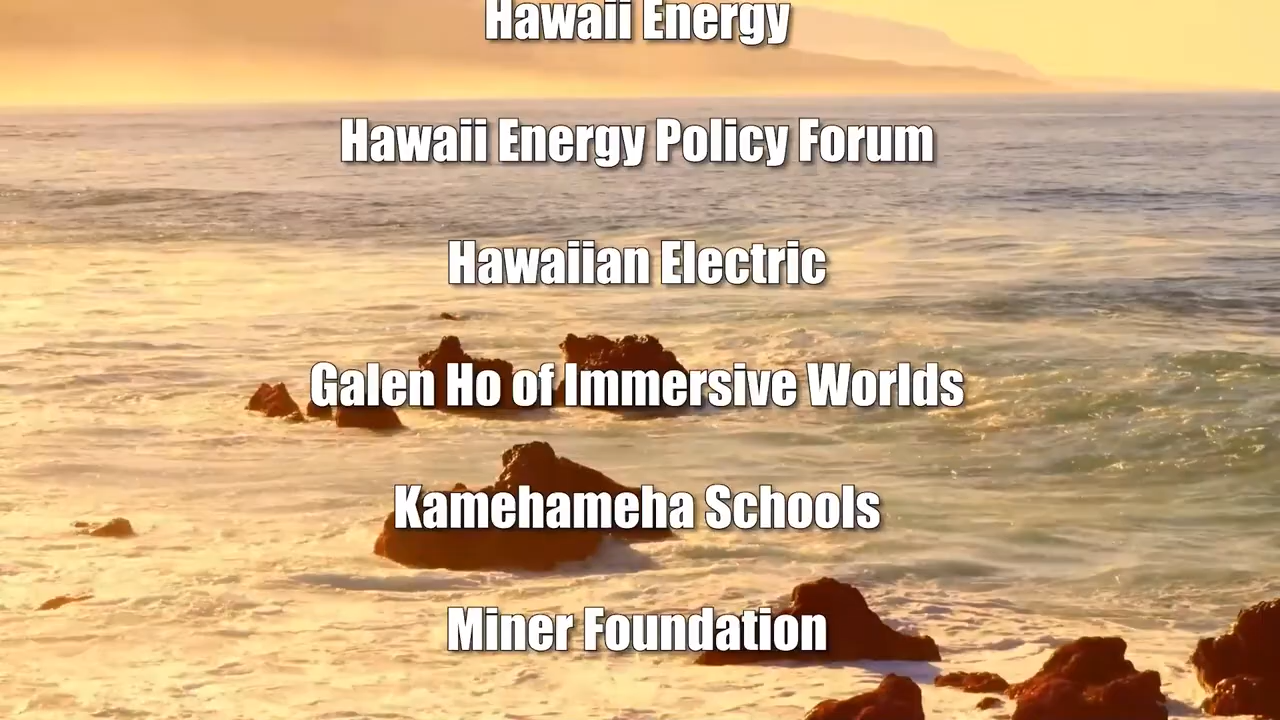 Hawaii Energy
Hawaii Energy Policy Forum
Hawaiian Electric
Galen Ho of Immersive Worlds
Kamehameha Schools
Miner Foundation